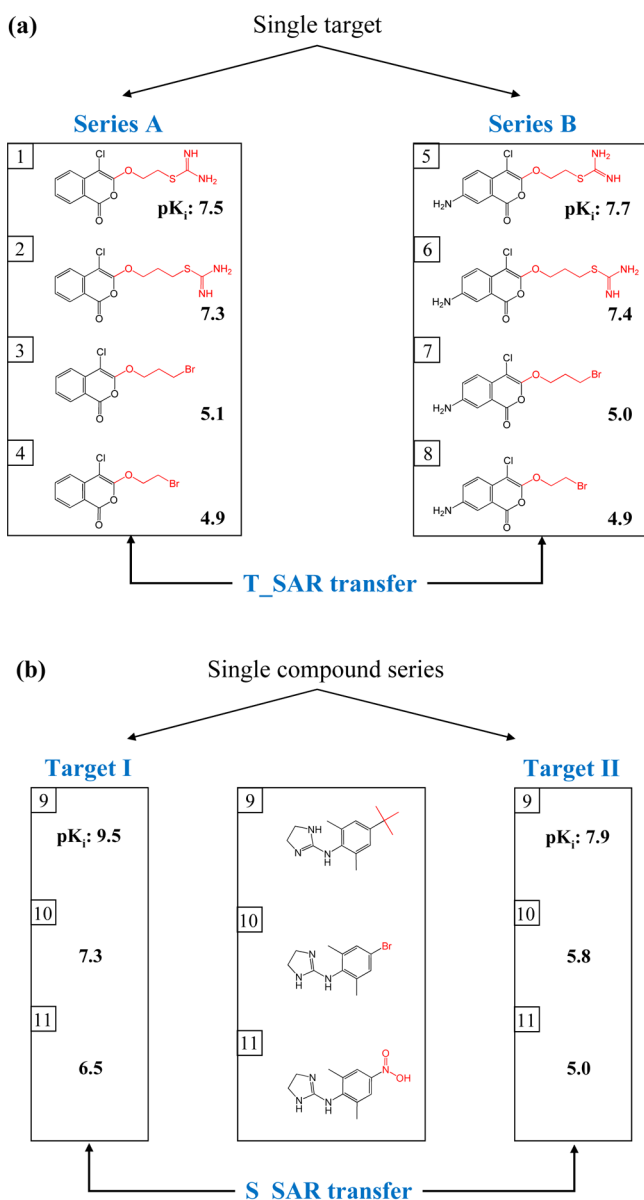 (a)
Single target
Series A
Series B
1
Cl
O
S
NH
NH2
O
O
pKi: 7.5
2
Cl
O
S
NH2
NH
O
O
7.3
3
Cl
O
Br
O
O
5.1
4
Cl
O
Br
O
O
4.9
5
Cl
O
S
NH2
NH
H2N
O
O
pKi: 7.7
6
Cl
O
S
NH2
NH
H2N
O
O
7.4
7
Cl
O
Br
H2N
O
O
5.0
8
Cl
O
Br
H2N
O
O
4.9
T_SAR transfer
(b)
Single compound series
Target I
Target II
9
pKi: 9.5
10
7.3
11
6.5
9
NH
N
NH
10
Br
N
N
H
NH
11
O
N
OH
N
N
H
NH
9
pKi: 7.9
10
5.8
11
5.0
S_SAR transfer